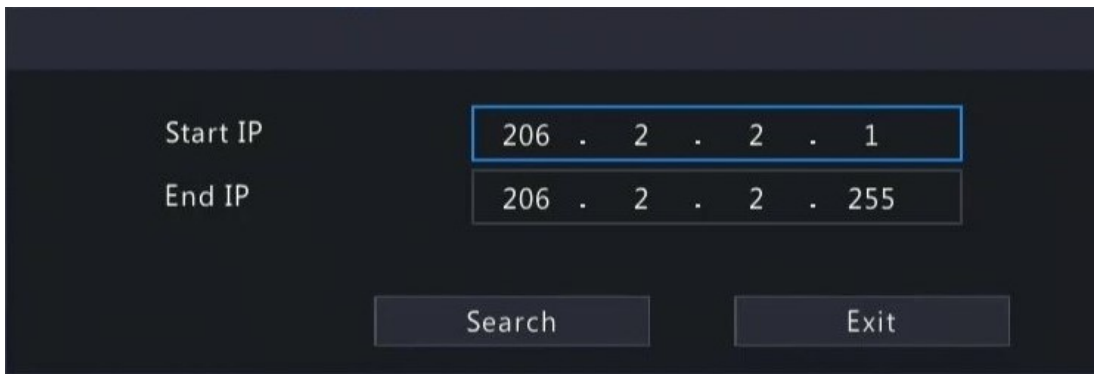 Start IP 206 . 2 . 2 . 1
End IP 206 . 2 . 2 . 255
Search Exit